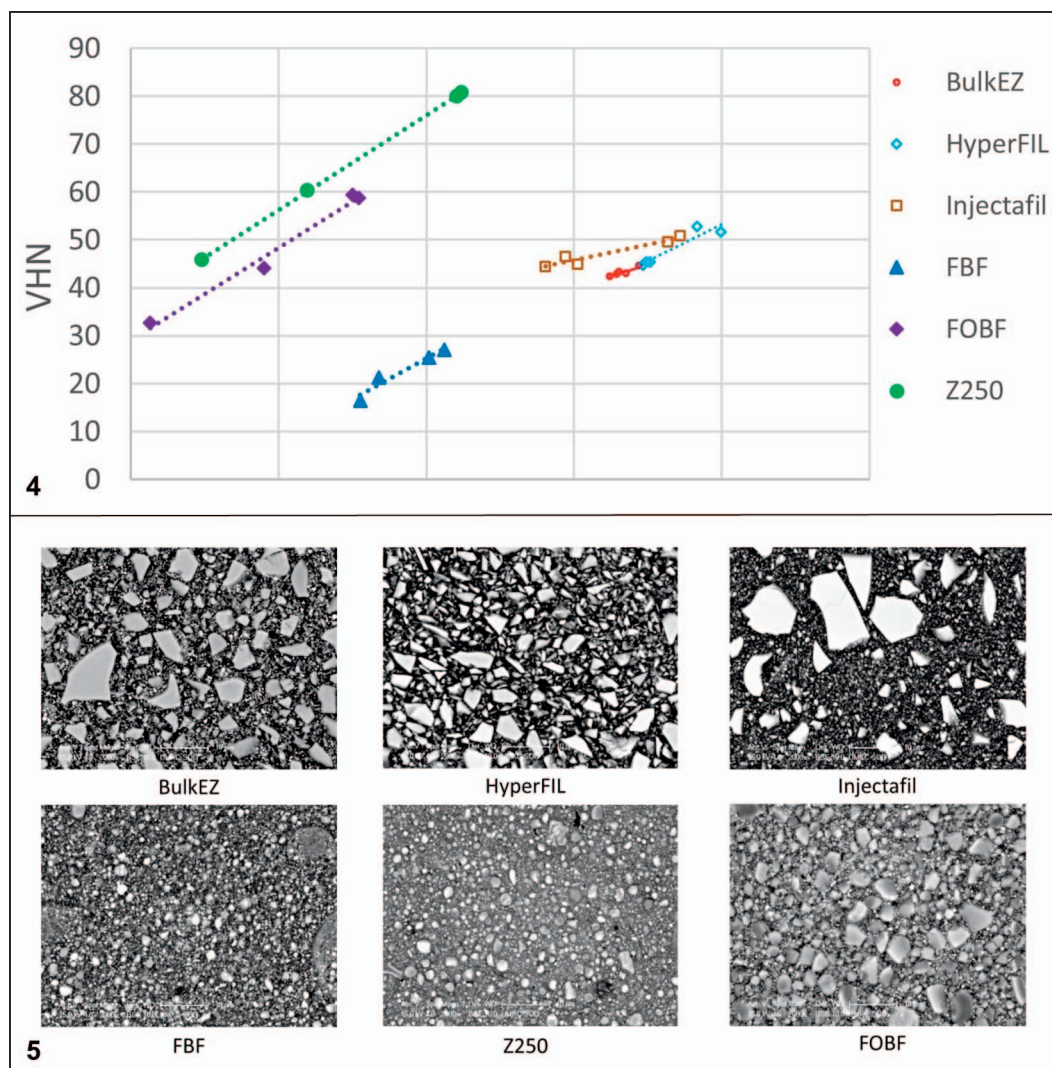 90
80
70
60
50
40
30
20
10
0
VHN
BulkEZ
HyperFIL
Injectafil
FBF
FOBF
Z250
4
BulkEZ
HyperFIL
Injectafil
FBF
Z250
FOBF
5